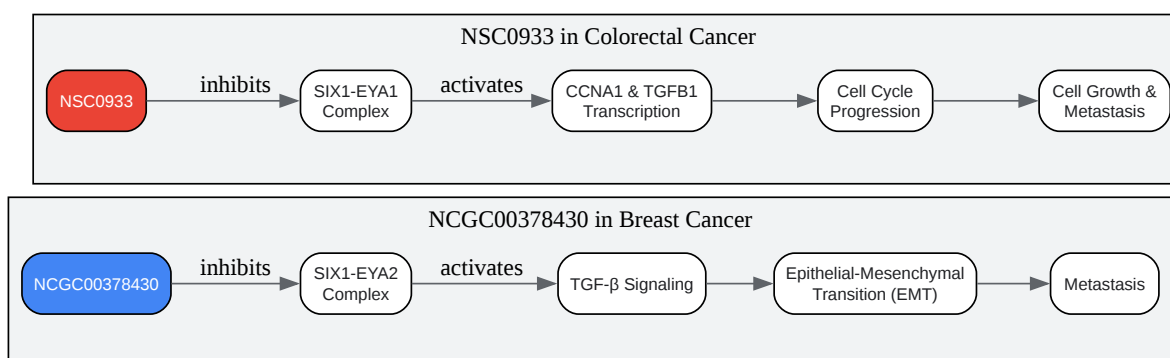 NSC0933 in Colorectal Cancer
NSC0933
inhibits
SIX1-EYA1
Complex
activates
CCNA1 & TGFB1
Transcription
Cell Cycle
Progression
Cell Growth &
Metastasis
NCGC00378430 in Breast Cancer
NCGC00378430
inhibits
SIX1-EYA2
Complex
activates
TGF-β Signaling
Epithelial-Mesenchymal
Transition (EMT)
Metastasis